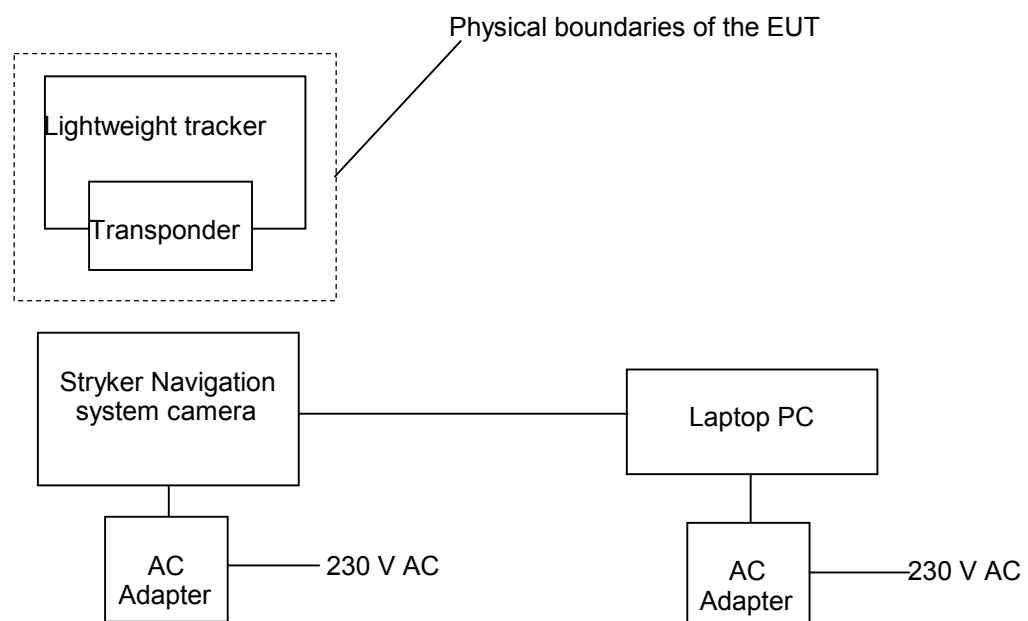 Physical boundaries of the EUT
Lightweight tracker
Transponder
Stryker Navigation
system camera
Laptop PC
AC
Adapter
230 V AC
AC
Adapter
230 V AC